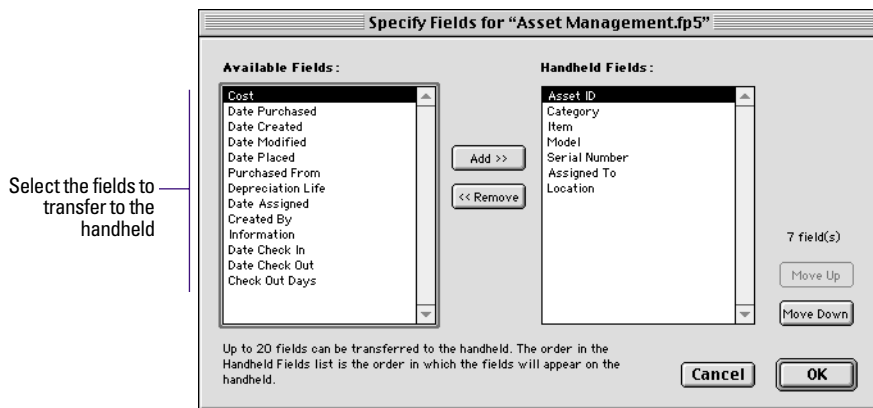 Specify Fields for “Asset Management.fp5”
Available Fields:
Cost
Date Purchased
Date Created
Date Modified
Date Placed
Purchased From
Depreciation Life
Date Assigned
Created By
Information
Date Check In
Date Check Out
Check Out Days
Select the fields to
transfer to the
handheld
Add >>
<< Remove
Handheld Fields:
Asset ID
Category
Item
Model
Serial Number
Assigned To
Location
7 field(s)
Move Up
Move Down
Up to 20 fields can be transferred to the handheld. The order in the
Handheld Fields list is the order in which the fields will appear on the
handheld.
Cancel
OK